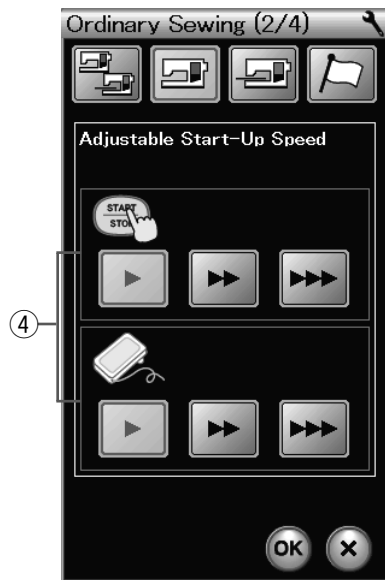 Ordinary Sewing (2/4)
Adjustable Start-Up Speed
START
STOP
④
OK